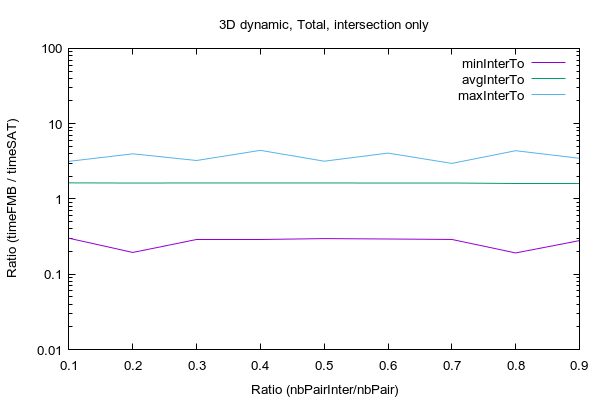 3D dynamic, Total, intersection only
Ratio (timeFMB / timeSAT)
100
10
1
0.1
0.01
minInterTo
avgInterTo
maxInterTo
0.1 0.2 0.3 0.4 0.5 0.6 0.7 0.8 0.9
Ratio (nbPairInter/nbPair)